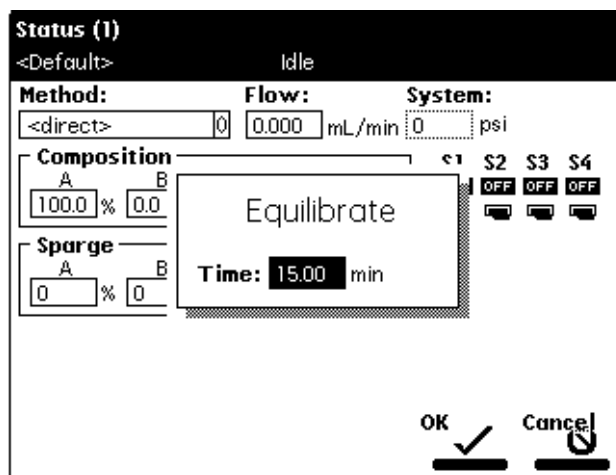 Status (1)
<Default> Idle
Method: Flow: System:
<direct> 0 0.000 mL/min 0 psi
Composition S2 S3 S4
A B OFF OFF OFF
100.0 % 0.0
Equilibrate
Sparge
A B
Time: 15.00 min
0 % 0
OK Cancel